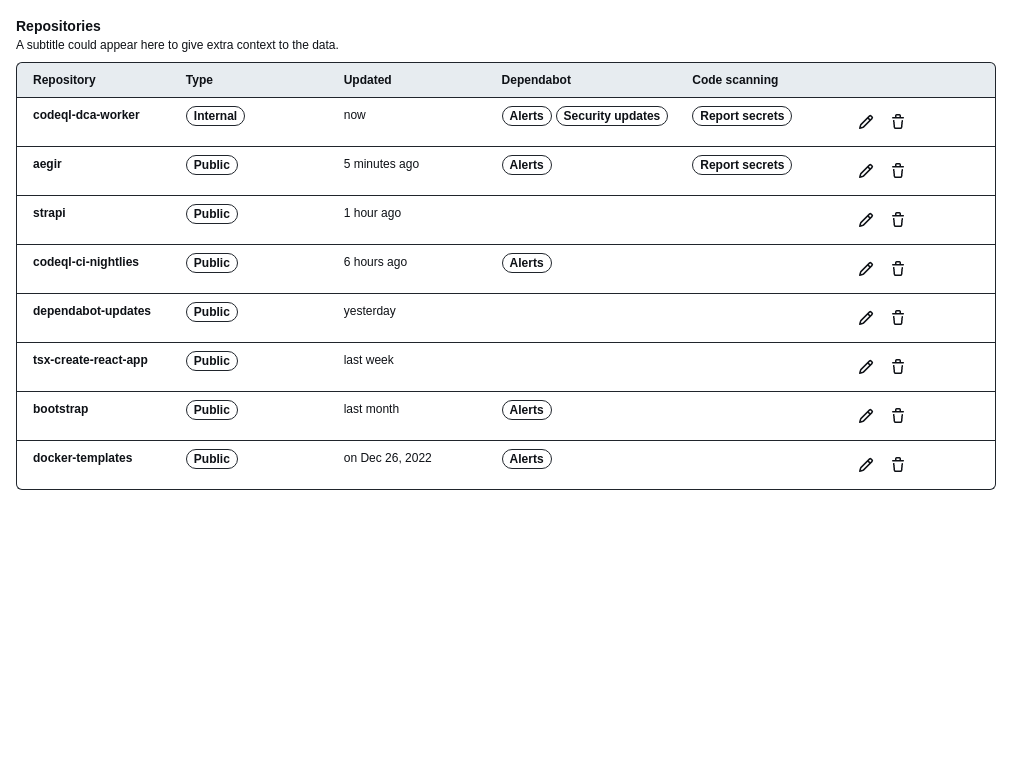 Repositories
A subtitle could appear here to give extra context to the data.
Repository Type Updated Dependabot Code scanning
codeql-dca-worker Internal now Alerts Security updates Report secrets
aegir Public 5 minutes ago Alerts Report secrets
strapi Public 1 hour ago
codeql-ci-nightlies Public 6 hours ago Alerts
dependabot-updates Public yesterday
tsx-create-react-app Public last week
bootstrap Public last month Alerts
docker-templates Public on Dec 26, 2022 Alerts